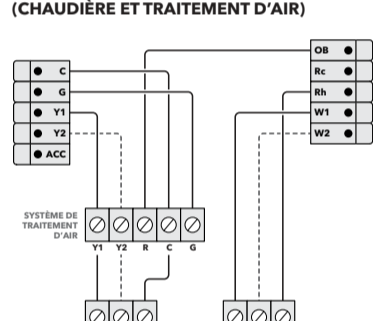 (CHAUDIÈRE ET TRAITEMENT D'AIR)
C
G
Y1
Y2
ACC
OB
Rc
Rh
W1
W2
SYSTÈME DE
TRAITEMENT
D'AIR
Y1 Y2 R C G